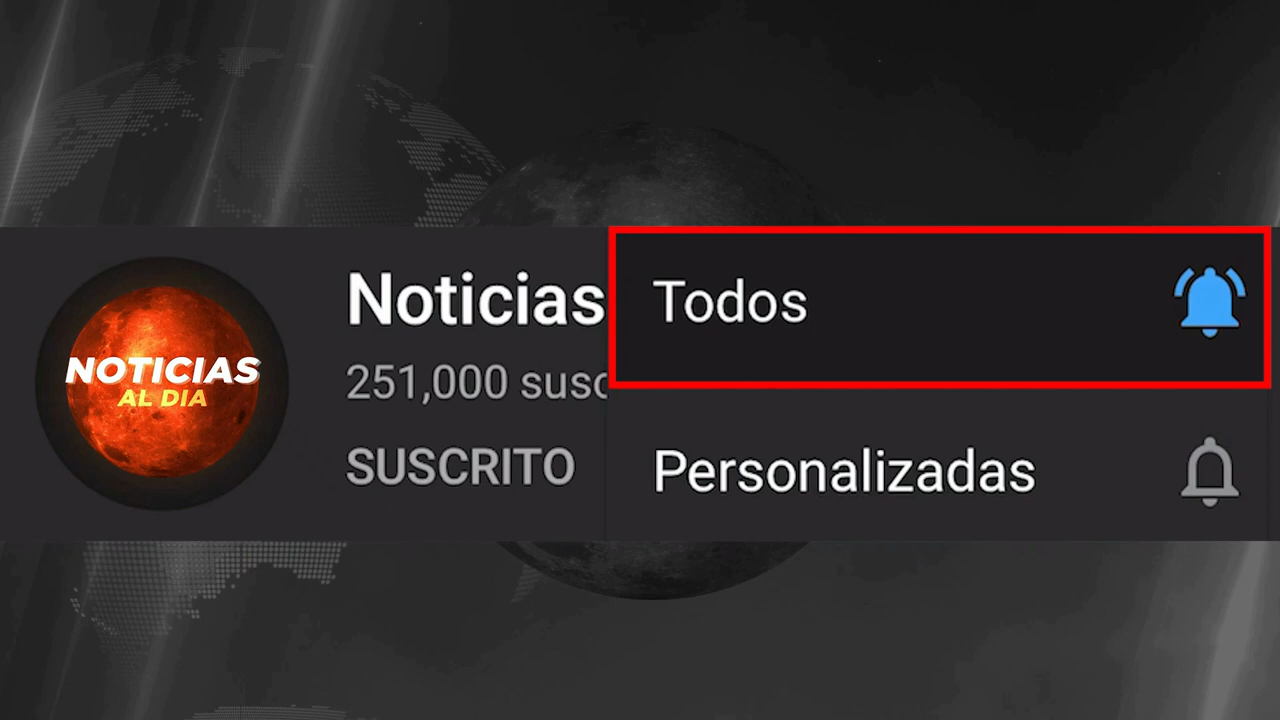 NOTICIAS
AL DIA
Noticias
251,000 susc
SUSCRITO
Todos
Personalizadas